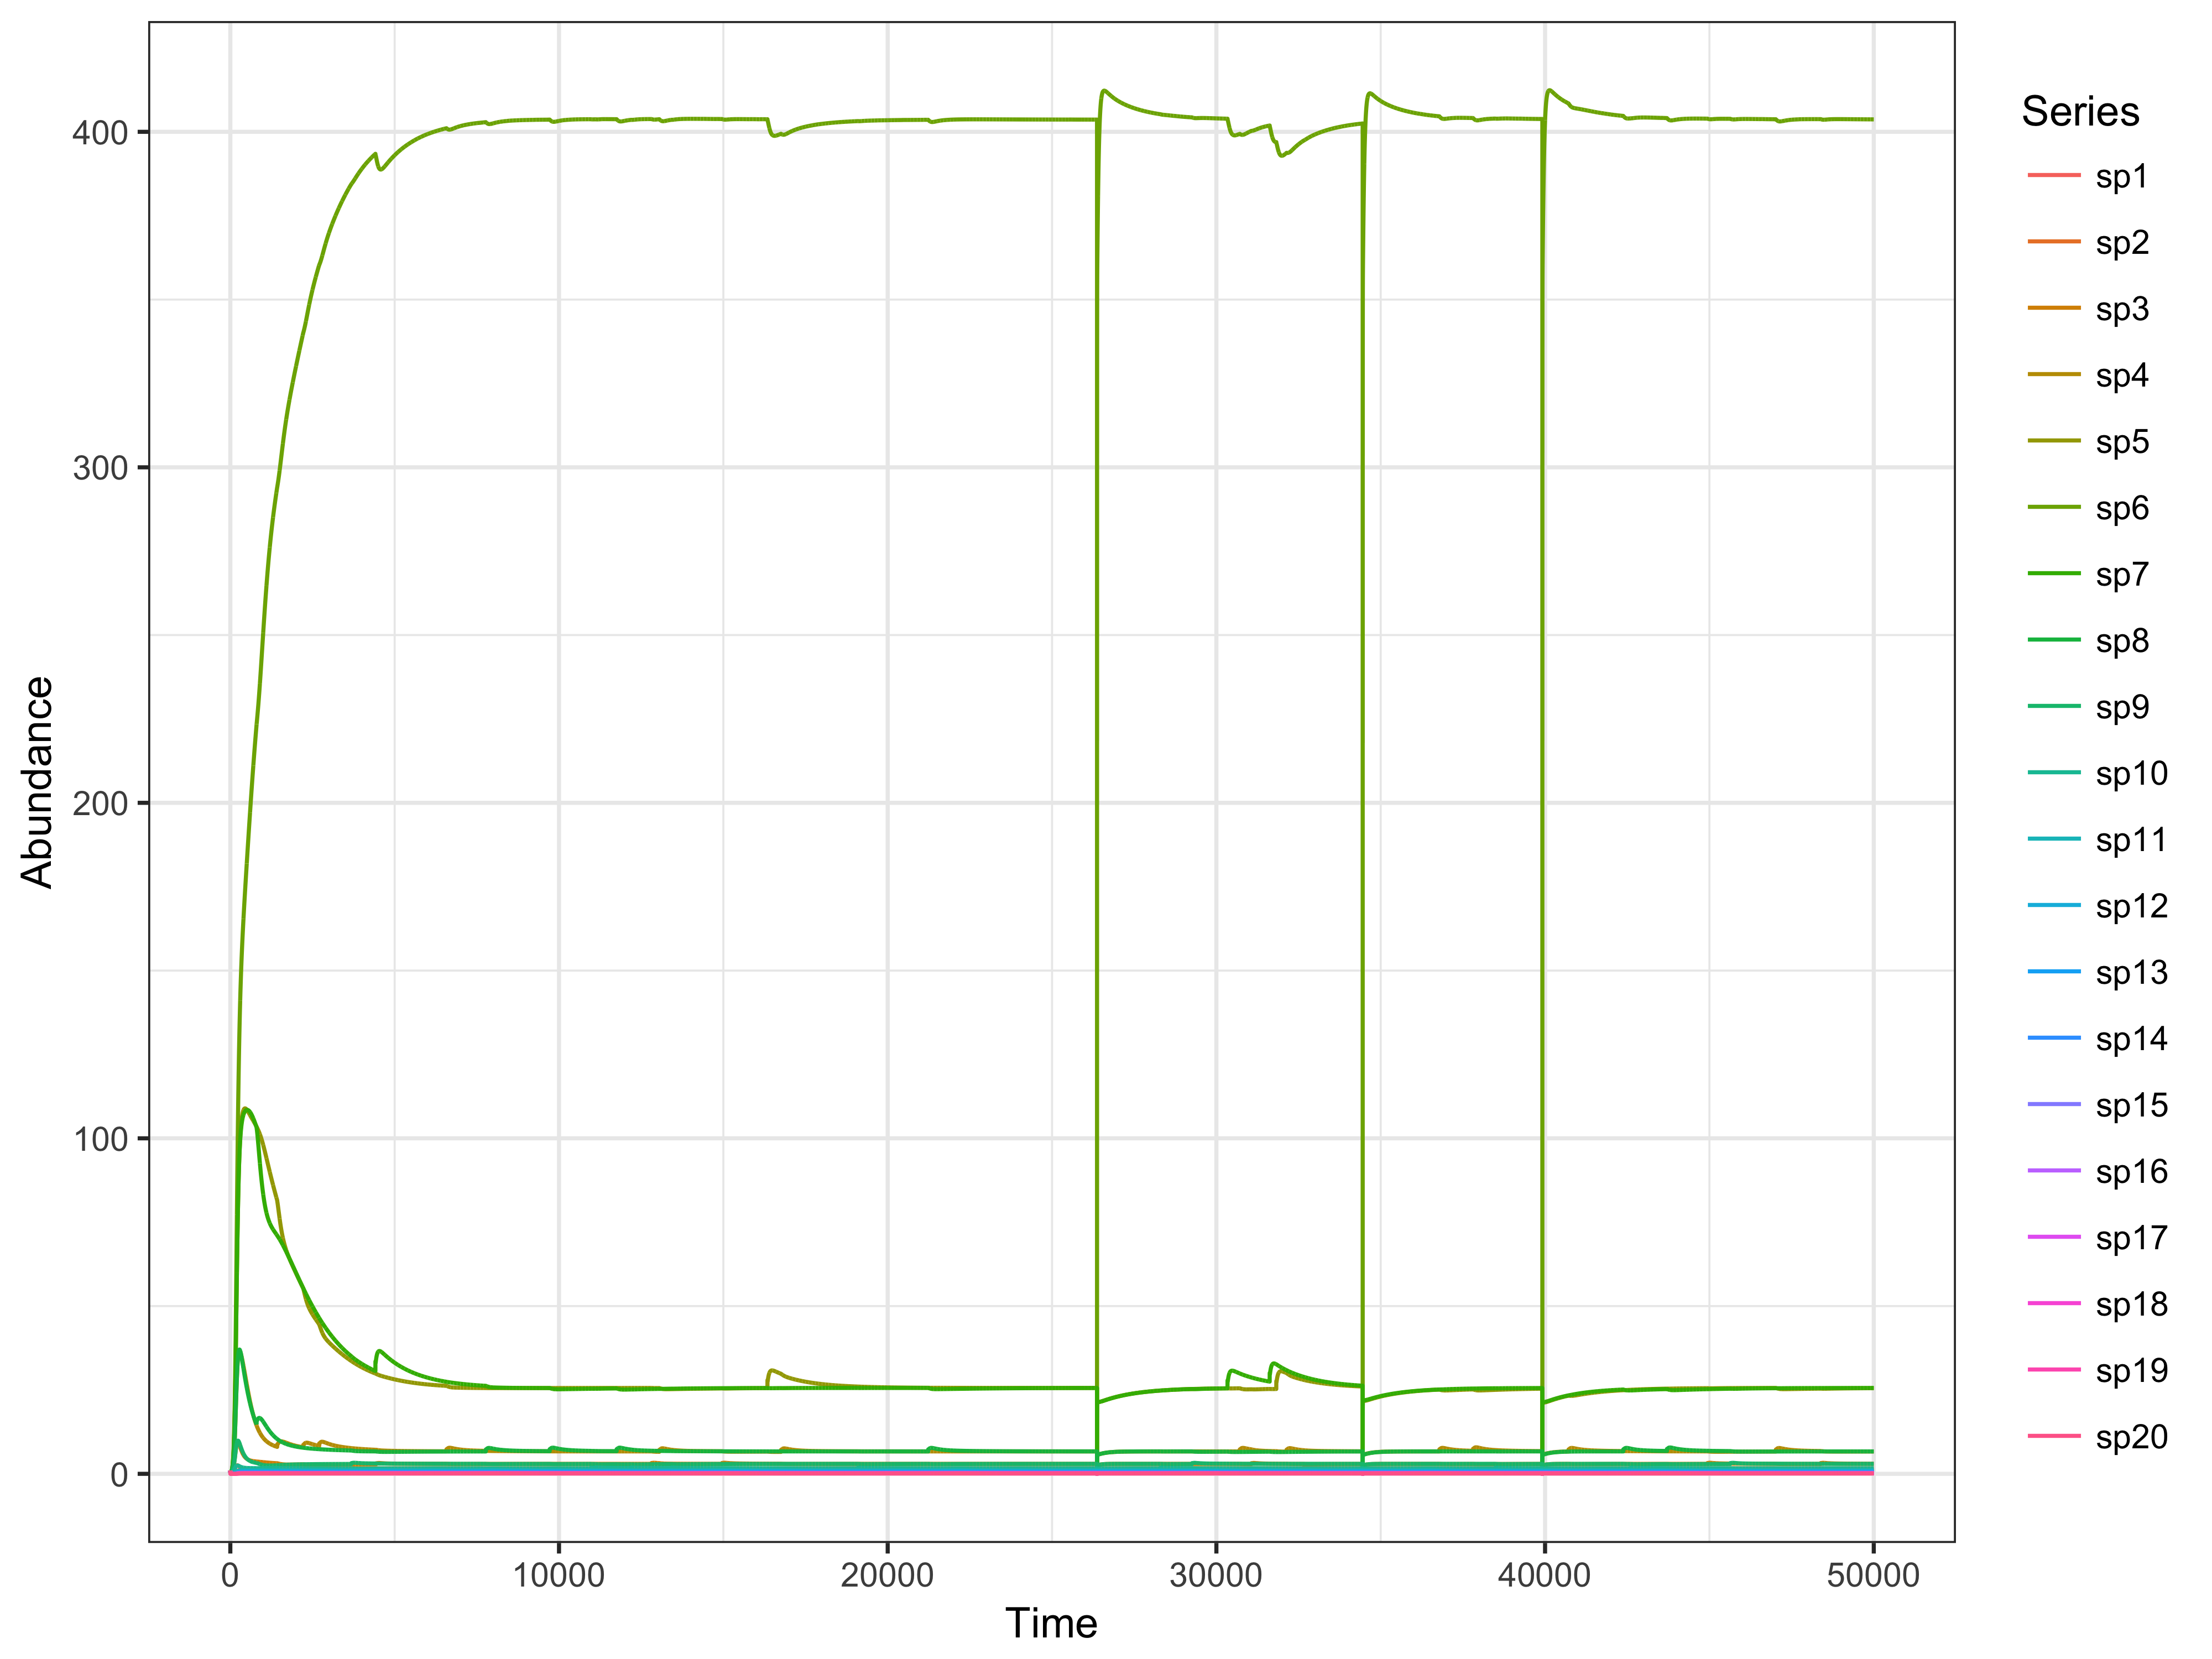 400
300
200
100
0
Abundance
0 10000 20000 30000 40000 50000
Time
Series
sp1
sp2
sp3
sp4
sp5
sp6
sp7
sp8
sp9
sp10
sp11
sp12
sp13
sp14
sp15
sp16
sp17
sp18
sp19
sp20